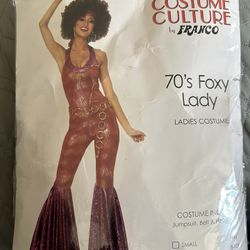 COSTUME
CULTURE
by FRANCO
70's Foxy
Lady
LADIES COSTUME
COSTUME IN
Jumpsuit, Belt &
SMALL